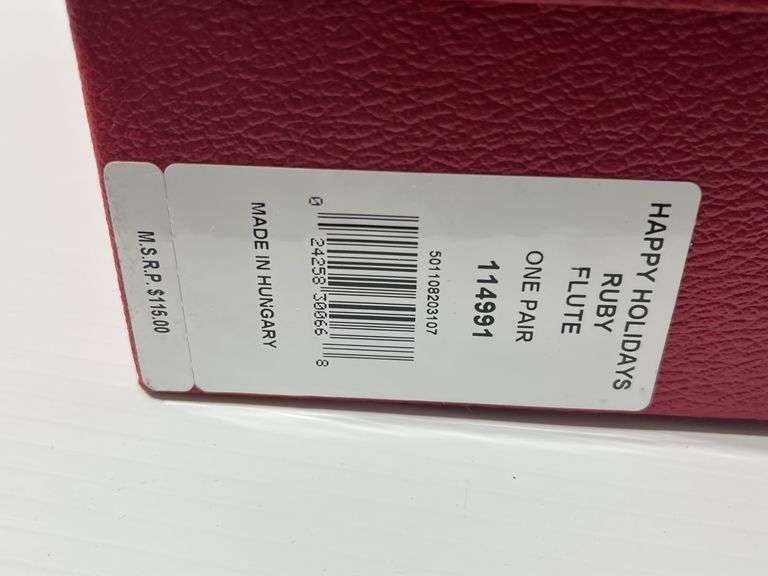 HAPPY HOLIDAYS
RUBY
FLUTE
ONE PAIR
114991
501108203107
0 24258 30066 8
MADE IN HUNGARY
M.S.R.P. $115.00